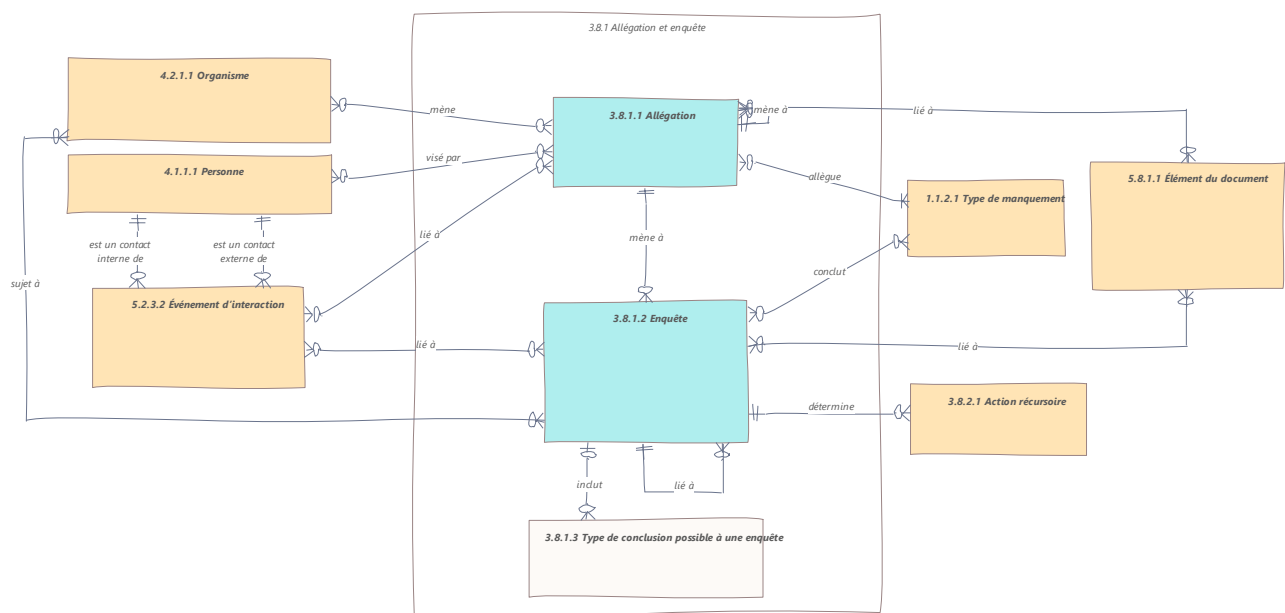 3.8.1 Allégation et enquête
4.2.1.1 Organisme
mène
3.8.1.1 Allégation
mène à
lié à
4.1.1.1 Personne
visé par
allègue
5.8.1.1 Élément du document
1.1.2.1 Type de manquement
est un contact
interne de
est un contact
externe de
lié à
mène à
conclut
sujet à
5.2.3.2 Événement d'interaction
3.8.1.2 Enquête
lié à
lié à
détermine
3.8.2.1 Action récursoire
inclut
lié à
3.8.1.3 Type de conclusion possible à une enquête